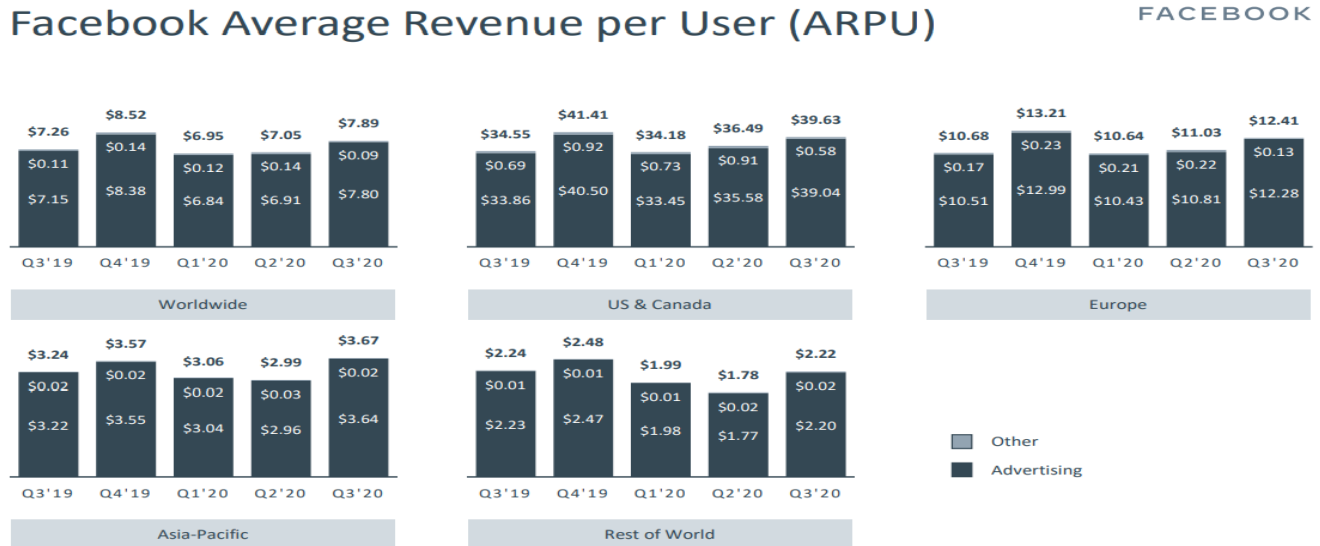 Facebook Average Revenue per User (ARPU)
FACEBOOK
$7.26 $8.52 $6.95 $7.05 $7.89
$0.11 $0.14 $0.12 $0.14 $0.09
$7.15 $8.38 $6.84 $6.91 $7.80
Q3'19 Q4'19 Q1'20 Q2'20 Q3'20
Worldwide
$34.55 $41.41 $34.18 $36.49 $39.63
$0.69 $0.92 $0.73 $0.91 $0.58
$33.86 $40.50 $33.45 $35.58 $39.04
Q3'19 Q4'19 Q1'20 Q2'20 Q3'20
US & Canada
$10.68 $13.21 $10.64 $11.03 $12.41
$0.17 $0.23 $0.21 $0.22 $0.13
$10.51 $12.99 $10.43 $10.81 $12.28
Q3'19 Q4'19 Q1'20 Q2'20 Q3'20
Europe
$3.24 $3.57 $3.06 $2.99 $3.67
$0.02 $0.02 $0.02 $0.03 $0.02
$3.22 $3.55 $3.04 $2.96 $3.64
Q3'19 Q4'19 Q1'20 Q2'20 Q3'20
Asia-Pacific
$2.24 $2.48 $1.99 $1.78 $2.22
$0.01 $0.01 $0.01 $0.02 $0.02
$2.23 $2.47 $1.98 $1.77 $2.20
Q3'19 Q4'19 Q1'20 Q2'20 Q3'20
Rest of World
Other
Advertising